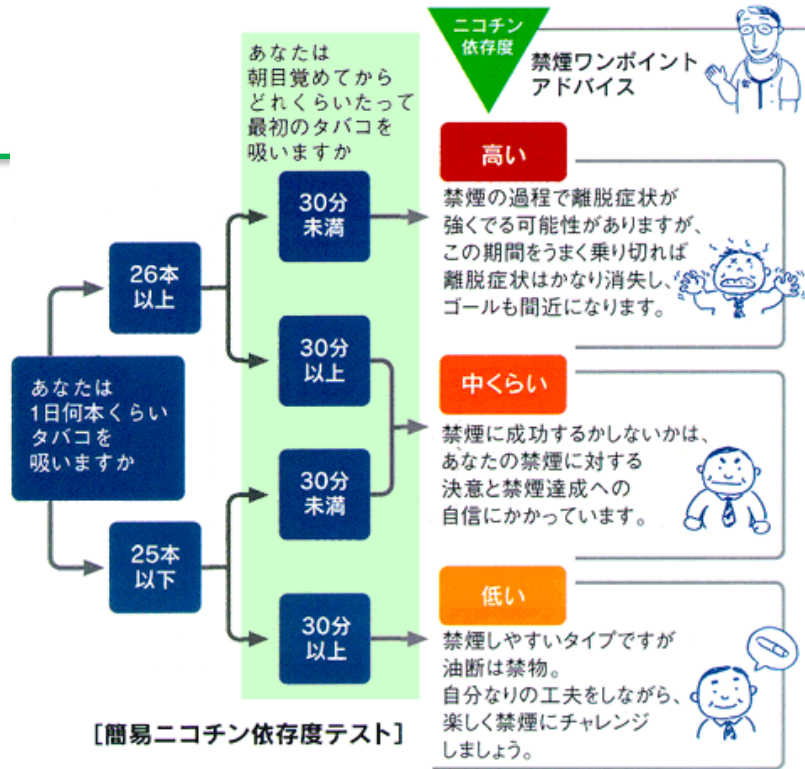 ニコチン
依存度
禁煙ワンポイント
アドバイス
あなたは
朝目覚めてから
どれくらいたって
最初のタバコを
吸いますか
高い
30分
未満
禁煙の過程で離脱症状が
強くでる可能性がありますが、
この期間をうまく乗り切れば
離脱症状はかなり消失し、
ゴールも間近になります。
26本
以上
30分
以上
あなたは
1日何本くらい
タバコを
吸いますか
中くらい
禁煙に成功するかしないかは、
あなたの禁煙に対する
決意と禁煙達成への
自信にかかっています。
30分
未満
25本
以下
30分
以上
低い
禁煙しやすいタイプですが
油断は禁物。
自分なりの工夫をしながら、
楽しく禁煙にチャレンジ
しましょう。
[簡易ニコチン依存度テスト]